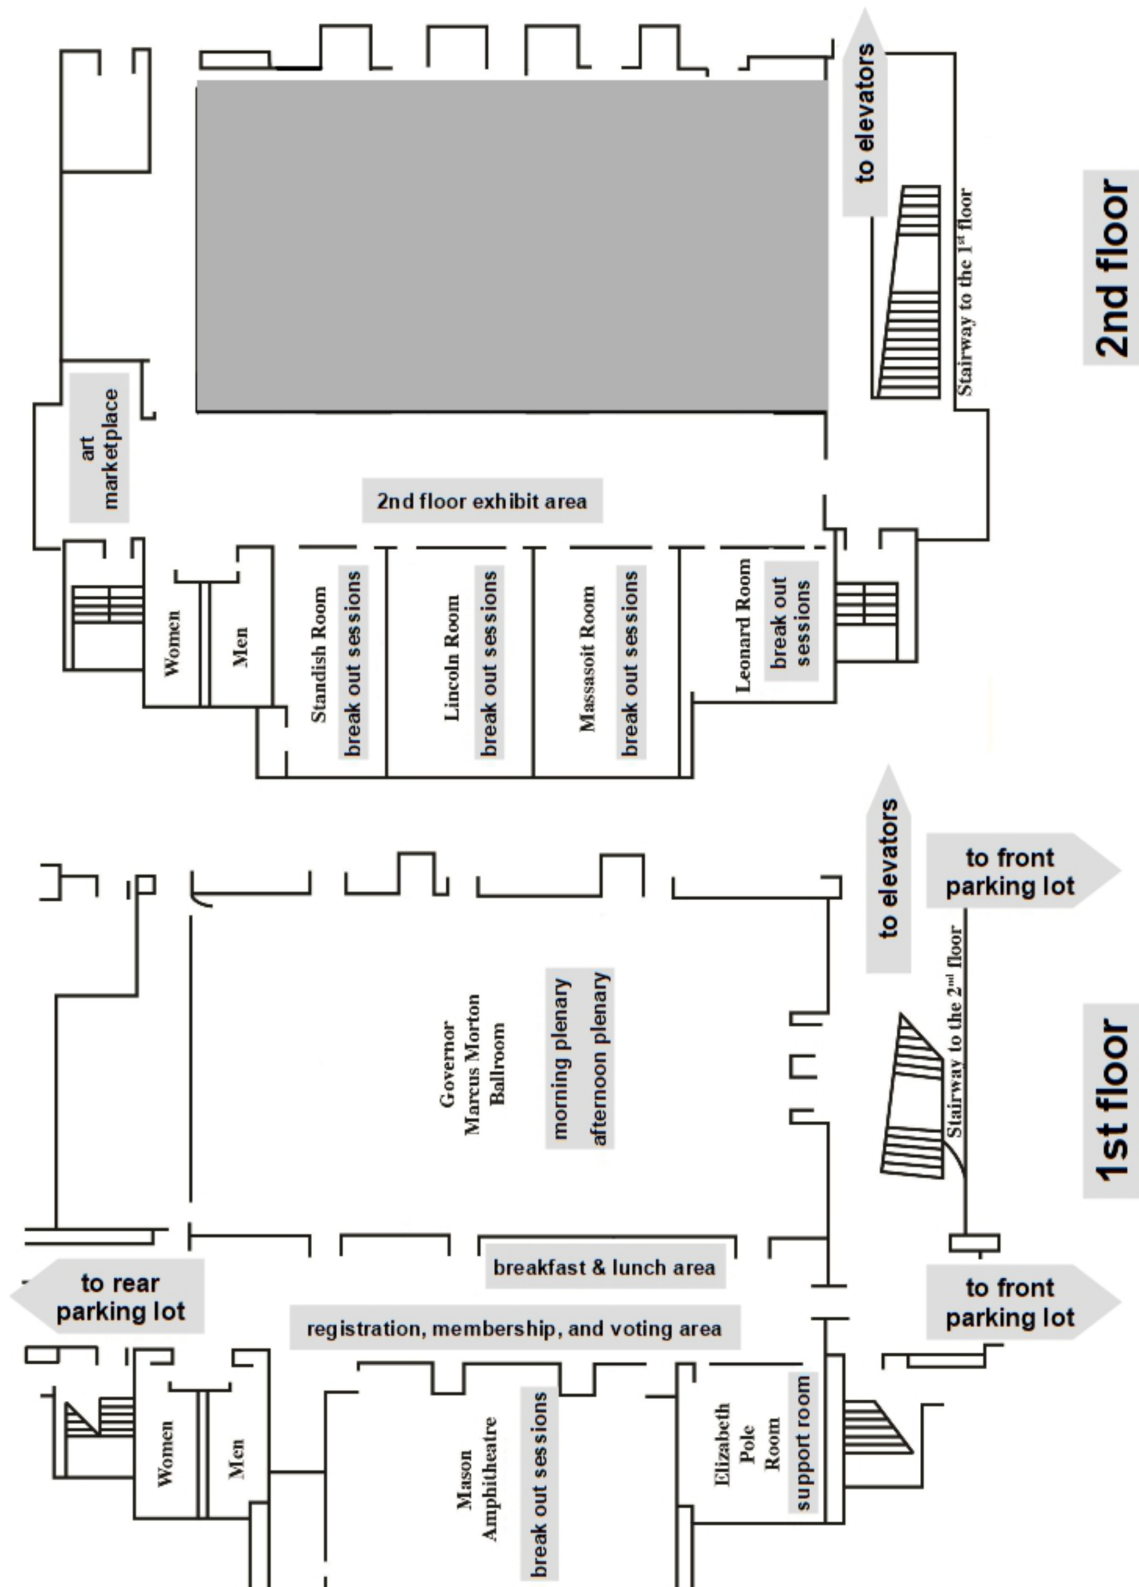 to elevators
Stairway to the 1st floor
2nd floor
art
marketplace
2nd floor exhibit area
Women
Men
Standish Room
break out sessions
Lincoln Room
break out sessions
Massasoit Room
break out sessions
Leonard Room
break out
sessions
to elevators
to front
parking lot
Stairway to the 2nd floor
1st floor
Governor
Marcus Morton
Ballroom
morning plenary
afternoon plenary
to rear
parking lot
breakfast & lunch area
registration, membership, and voting area
to front
parking lot
Women
Men
Mason
Amphitheatre
break out sessions
Elizabeth
Pole
Room
support room